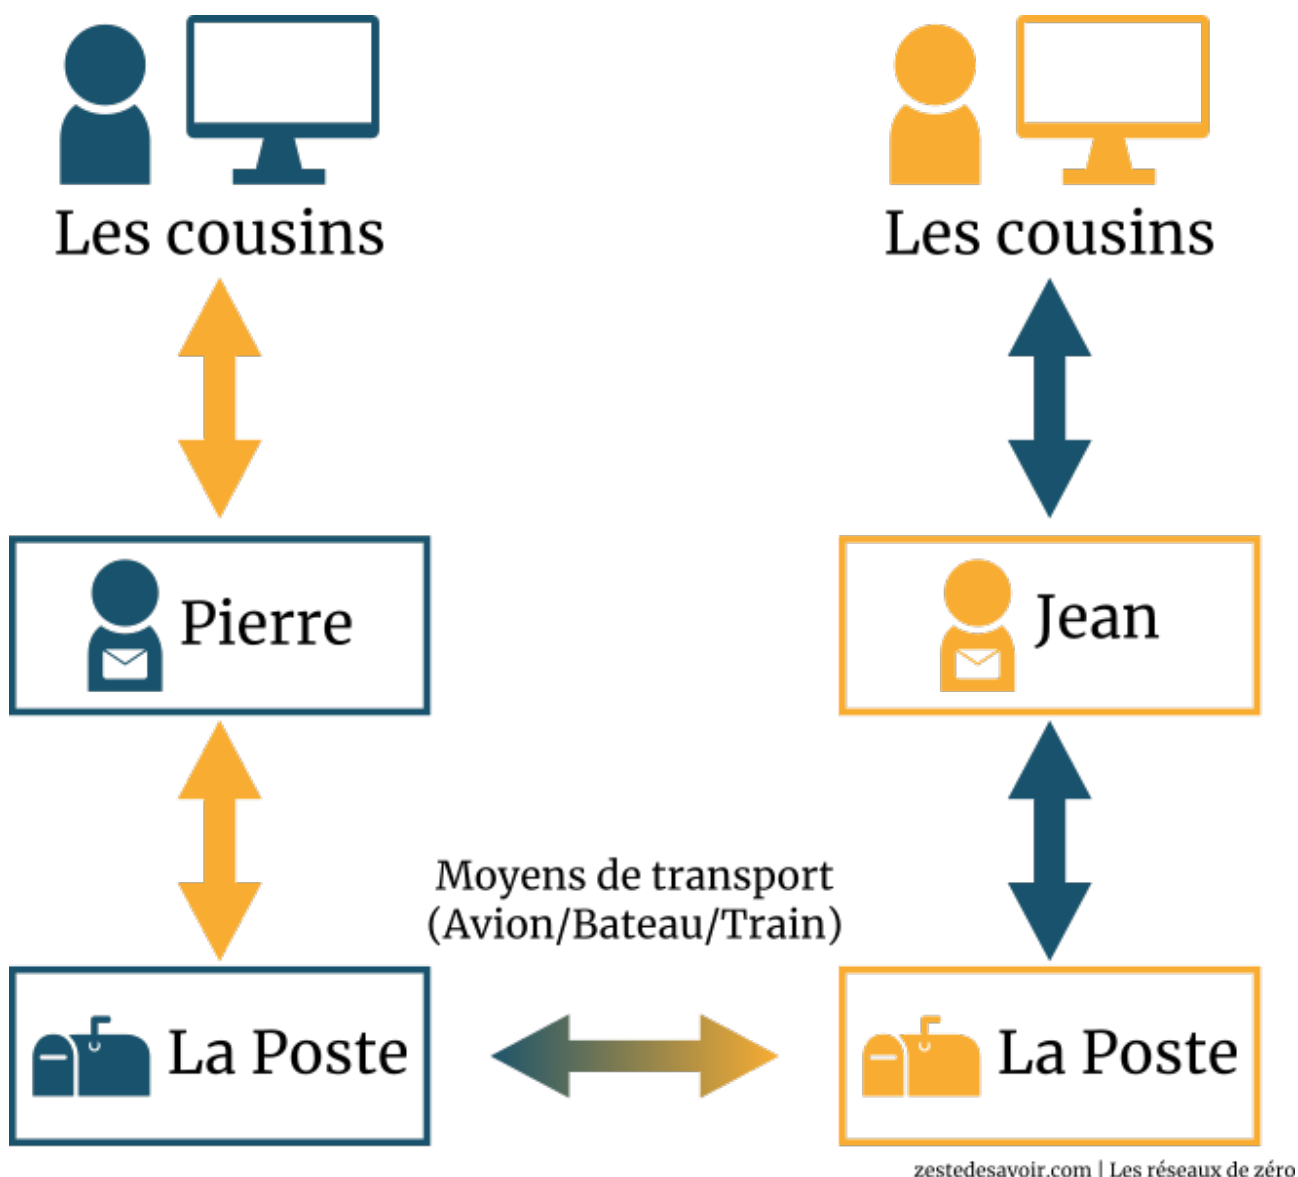 Les cousins
Les cousins
Pierre
Jean
Moyens de transport
(Avion/Bateau/Train)
La Poste
La Poste
zestedesavoir.com | Les réseaux de zéro